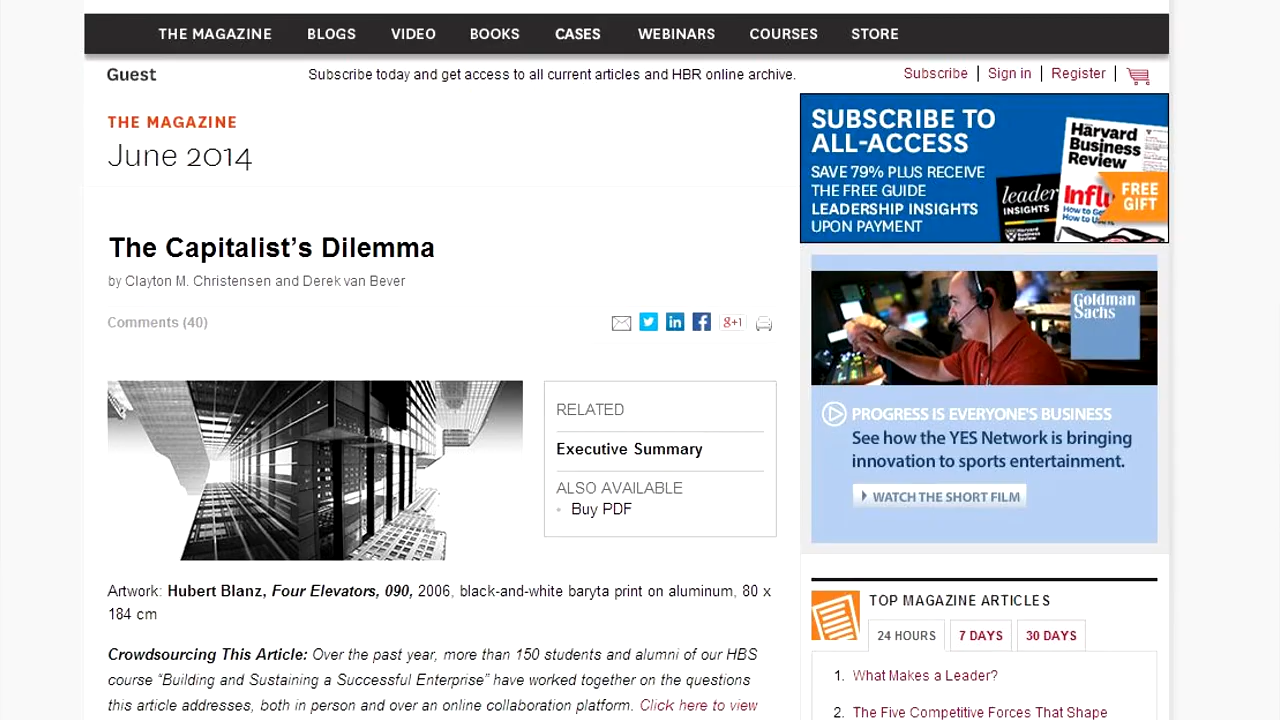 THE MAGAZINE BLOGS VIDEO BOOKS CASES WEBINARS COURSES STORE
Guest Subscribe today and get access to all current articles and HBR online archive. Subscribe | Sign in | Register |
THE MAGAZINE
June 2014
The Capitalist's Dilemma
by Clayton M. Christensen and Derek van Bever
Comments (40)
g+1
RELATED
Executive Summary
ALSO AVAILABLE
Buy PDF
Artwork: Hubert Blanz, Four Elevators, 090, 2006, black-and-white baryta print on aluminum, 80 x
184 cm
Crowdsourcing This Article: Over the past year, more than 150 students and alumni of our HBS
course "Building and Sustaining a Successful Enterprise" have worked together on the questions
this article addresses, both in person and over an online collaboration platform. Click here to view
SUBSCRIBE TO
ALL-ACCESS
SAVE 79% PLUS RECEIVE
THE FREE GUIDE
LEADERSHIP INSIGHTS
UPON PAYMENT
leader
INSIGHTS
Harvard
Business
Review
FREE
GIFT
Goldman
Sachs
PROGRESS IS EVERYONE'S BUSINESS
See how the YES Network is bringing
innovation to sports entertainment.
WATCH THE SHORT FILM
TOP MAGAZINE ARTICLES
24 HOURS 7 DAYS 30 DAYS
1. What Makes a Leader?
2. The Five Competitive Forces That Shape